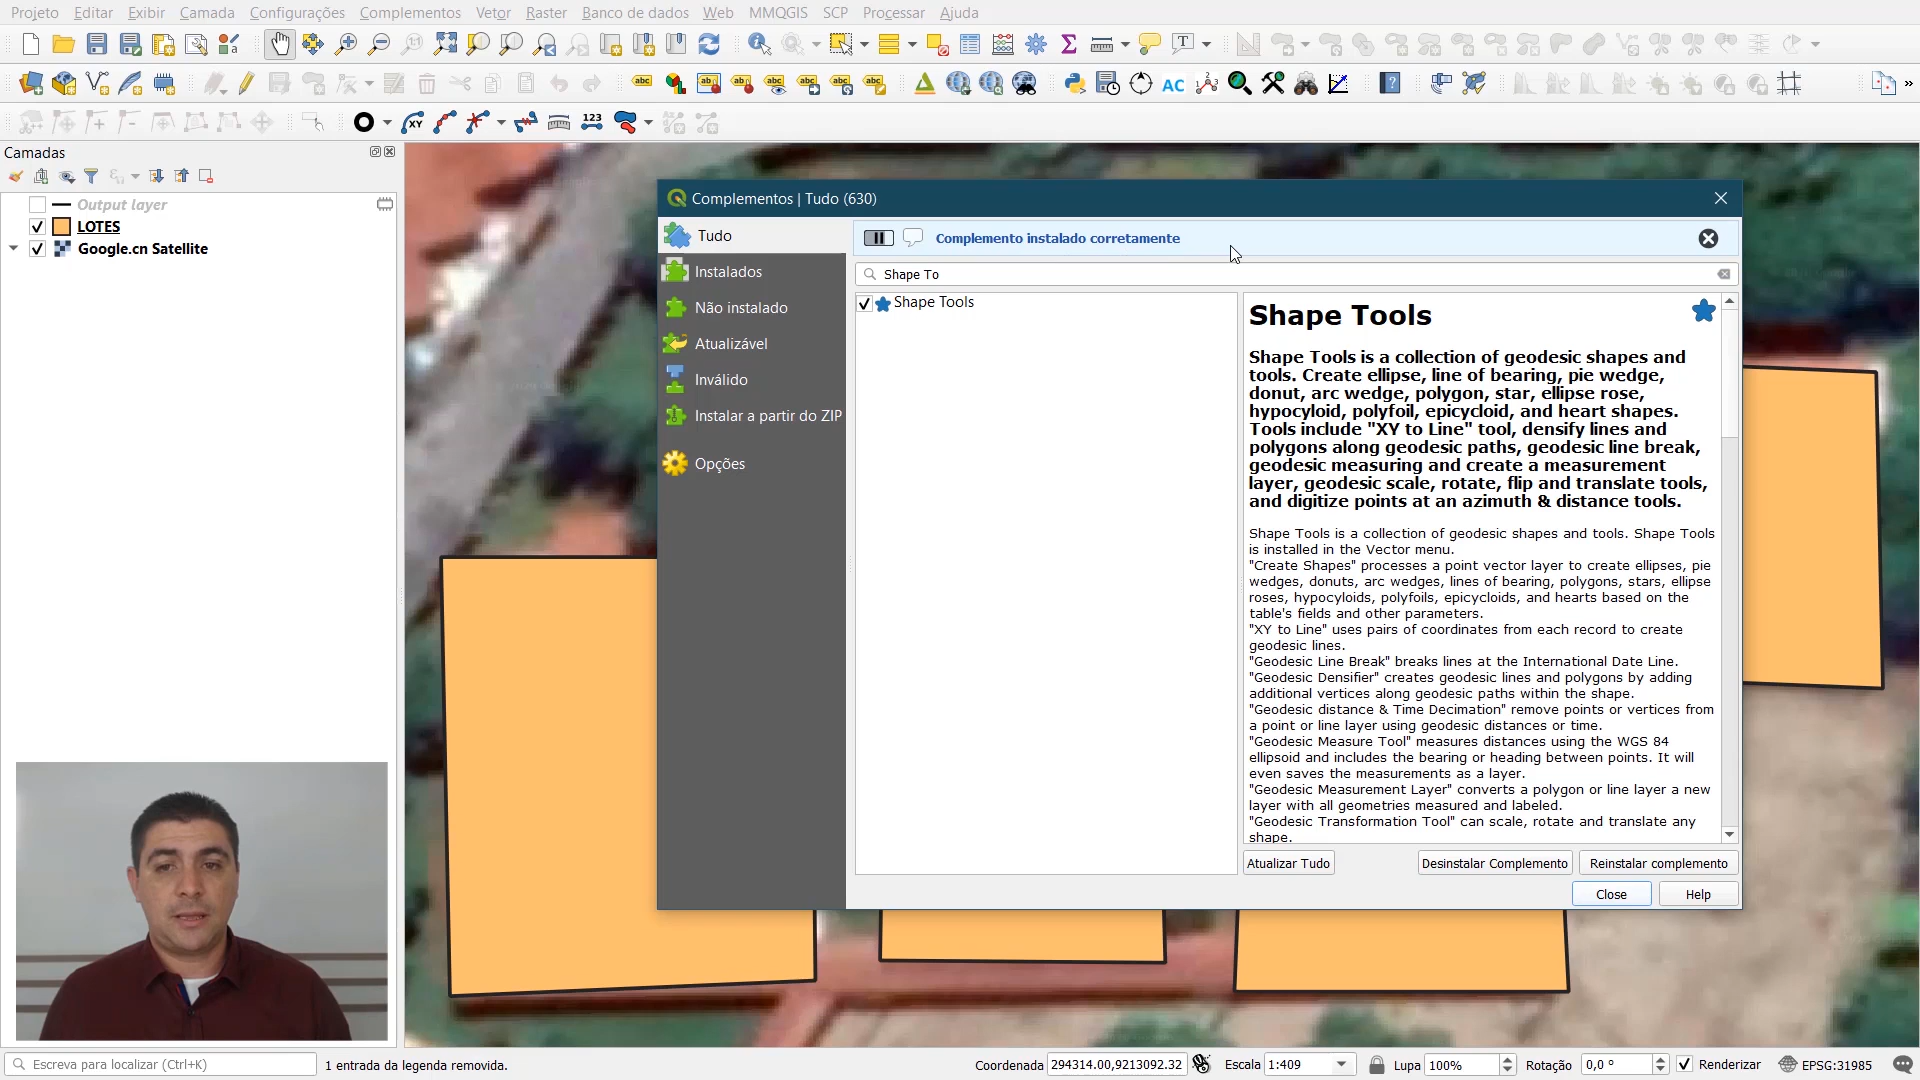 Projeto Editar Exibir Camada Configurações Complementos Vetor Raster Banco de dados Web MMQGIS SCP Processar Ajuda
Camadas
Output layer
LOTES
Google.cn Satellite
Complementos | Tudo (630)
Tudo
Instalados
Não instalado
Atualizável
Inválido
Instalar a partir do ZIP
Opções
Complemento instalado corretamente
Shape To
Shape Tools
Shape Tools
Shape Tools is a collection of geodesic shapes and
tools. Create ellipse, line of bearing, pie wedge,
donut, arc wedge, polygon, star, ellipse rose,
hypocycloid, polyfoil, epicycloid, and heart shapes.
Tools include "XY to Line" tool, densify lines and
polygons along geodesic paths, geodesic line break,
geodesic measuring and create a measurement
layer, geodesic scale, rotate, flip and translate tools,
and digitize points at an azimuth & distance tools.
Shape Tools is a collection of geodesic shapes and tools. Shape Tools
is installed in the Vector menu.
"Create Shapes" processes a point vector layer to create ellipses, pie
wedges, donuts, arc wedges, lines of bearing, polygons, stars, ellipse
roses, hypocyloids, polyfoils, epicycloids, and hearts based on the
table's fields and other parameters.
"XY to Line" uses pairs of coordinates from each record to create
geodesic lines.
"Geodesic Line Break" breaks lines at the International Date Line.
"Geodesic Densifier" creates geodesic lines and polygons by adding
additional vertices along geodesic paths within the shape.
"Geodesic distance & Time Decimation" remove points or vertices from
a point or line layer using geodesic distances or time.
"Geodesic Measure Tool" measures distances using the WGS 84
ellipsoid and includes the bearing or heading between points. It will
even saves the measurements as a layer.
"Geodesic Measurement Layer" converts a polygon or line layer a new
layer with all geometries measured and labeled.
"Geodesic Transformation Tool" can scale, rotate and translate any
shape.
Atualizar Tudo Desinstalar Complemento Reinstalar complemento
Close Help
Escreva para localizar (Ctrl+K) 1 entrada da legenda removida. Coordenada 294314.00,9213092.32 Escala 1:409 Lupa 100% Rotação 0,0 ° Renderizar EPSG:31985